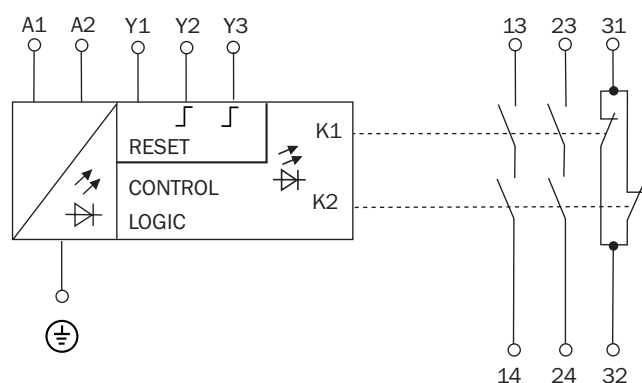 A1 A2 Y1 Y2 Y3 13 23 31
RESET K1
CONTROL
LOGIC K2
14 24 32